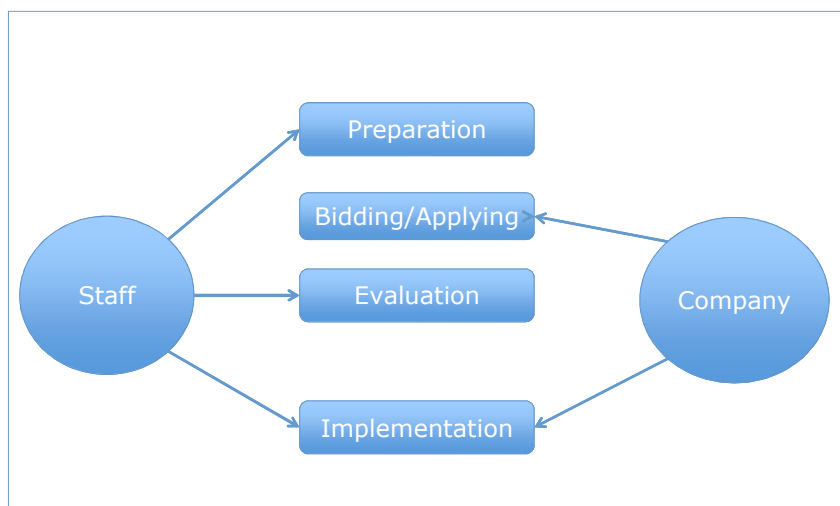 Preparation
Bidding/Applying
Staff
Evaluation
Company
Implementation